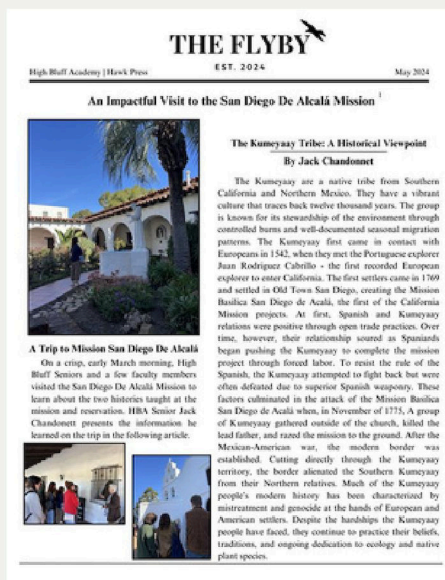 THE FLYBY
EST. 2024
High Bluff Academy | Hawk Press
May 2024
An Impactful Visit to the San Diego De Alcalá Mission 1
The Kumeyaay Tribe: A Historical Viewpoint
By Jack Chandonnet
The Kumeyaay are a native tribe from Southern
California and Northern Mexico. They have a vibrant
culture that traces back twelve thousand years. The group
is known for its stewardship of the environment through
controlled burns and well-documented seasonal migration
patterns. The Kumeyaay first came in contact with
Europeans in 1542, when they met the Portuguese explorer
Juan Rodriguez Cabrillo - the first recorded European
explorer to enter California. The first settlers came in 1769
and settled in Old Town San Diego, creating the Mission
Basilica San Diego de Acalá, the first of the California
Mission projects. At first, Spanish and Kumeyaay
relations were positive through open trade practices. Over
time, however, their relationship soured as Spaniards
began pushing the Kumeyaay to complete the mission
project through forced labor. To resist the rule of the
Spanish, the Kumeyaay attempted to fight back but were
often defeated due to superior Spanish weaponry. These
factors culminated in the attack of the Mission Basilica
San Diego de Acalá when, in November of 1775, A group
of Kumeyaay gathered outside of the church, killed the
lead father, and razed the mission to the ground. After the
Mexican-American war, the modern border was
established. Cutting directly through the Kumeyaay
territory, the border alienated the Southern Kumeyaay
from their Northern relatives. Much of the Kumeyaay
people's modern history has been characterized by
mistreatment and genocide at the hands of European and
American settlers. Despite the hardships the Kumeyaay
people have faced, they continue to practice their beliefs,
traditions, and ongoing dedication to ecology and native
plant species.
A Trip to Mission San Diego De Alcalá
On a crisp, early March morning, High
Bluff Seniors and a few faculty members
visited the San Diego De Alcalá Mission to
learn about the two histories taught at the
mission and reservation. HBA Senior Jack
Chandonett presents the information he
learned on the trip in the following article.